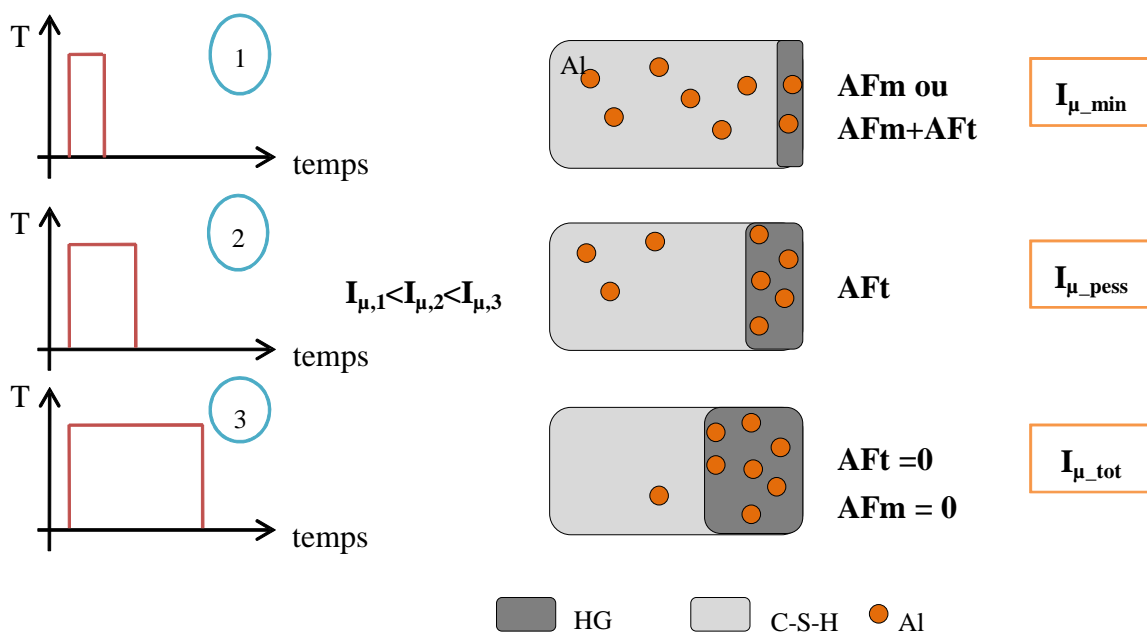 T
1
temps
Al
AFm ou
AFm+AFt
Iμ_min
T
2
temps
Iμ,1<Iμ,2<Iμ,3
AFt
Iμ_pess
T
3
temps
AFt =0
AFm = 0
Iμ_tot
HG
C-S-H
Al